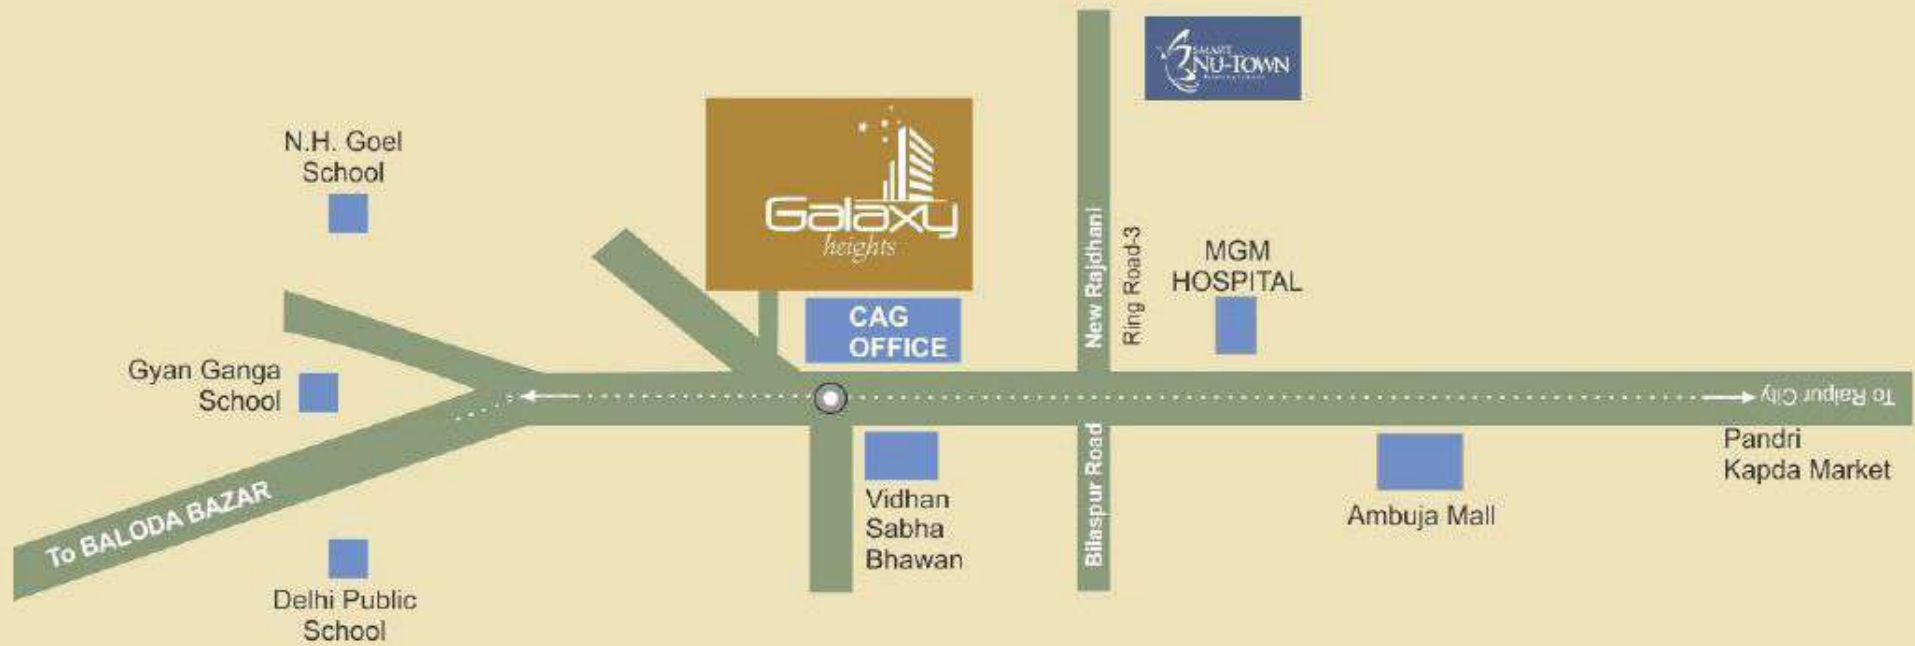 SMART
NU-TOWN
N.H. Goel
School
Galaxy
heights
New Rajdhani
Ring Road-3
MGM
HOSPITAL
CAG
OFFICE
Gyan Ganga
School
To Raipur City
Pandri
Kapda Market
Bilaspur Road
Vidhan
Sabha
Bhawan
Ambuja Mall
To BALODA BAZAR
Delhi Public
School